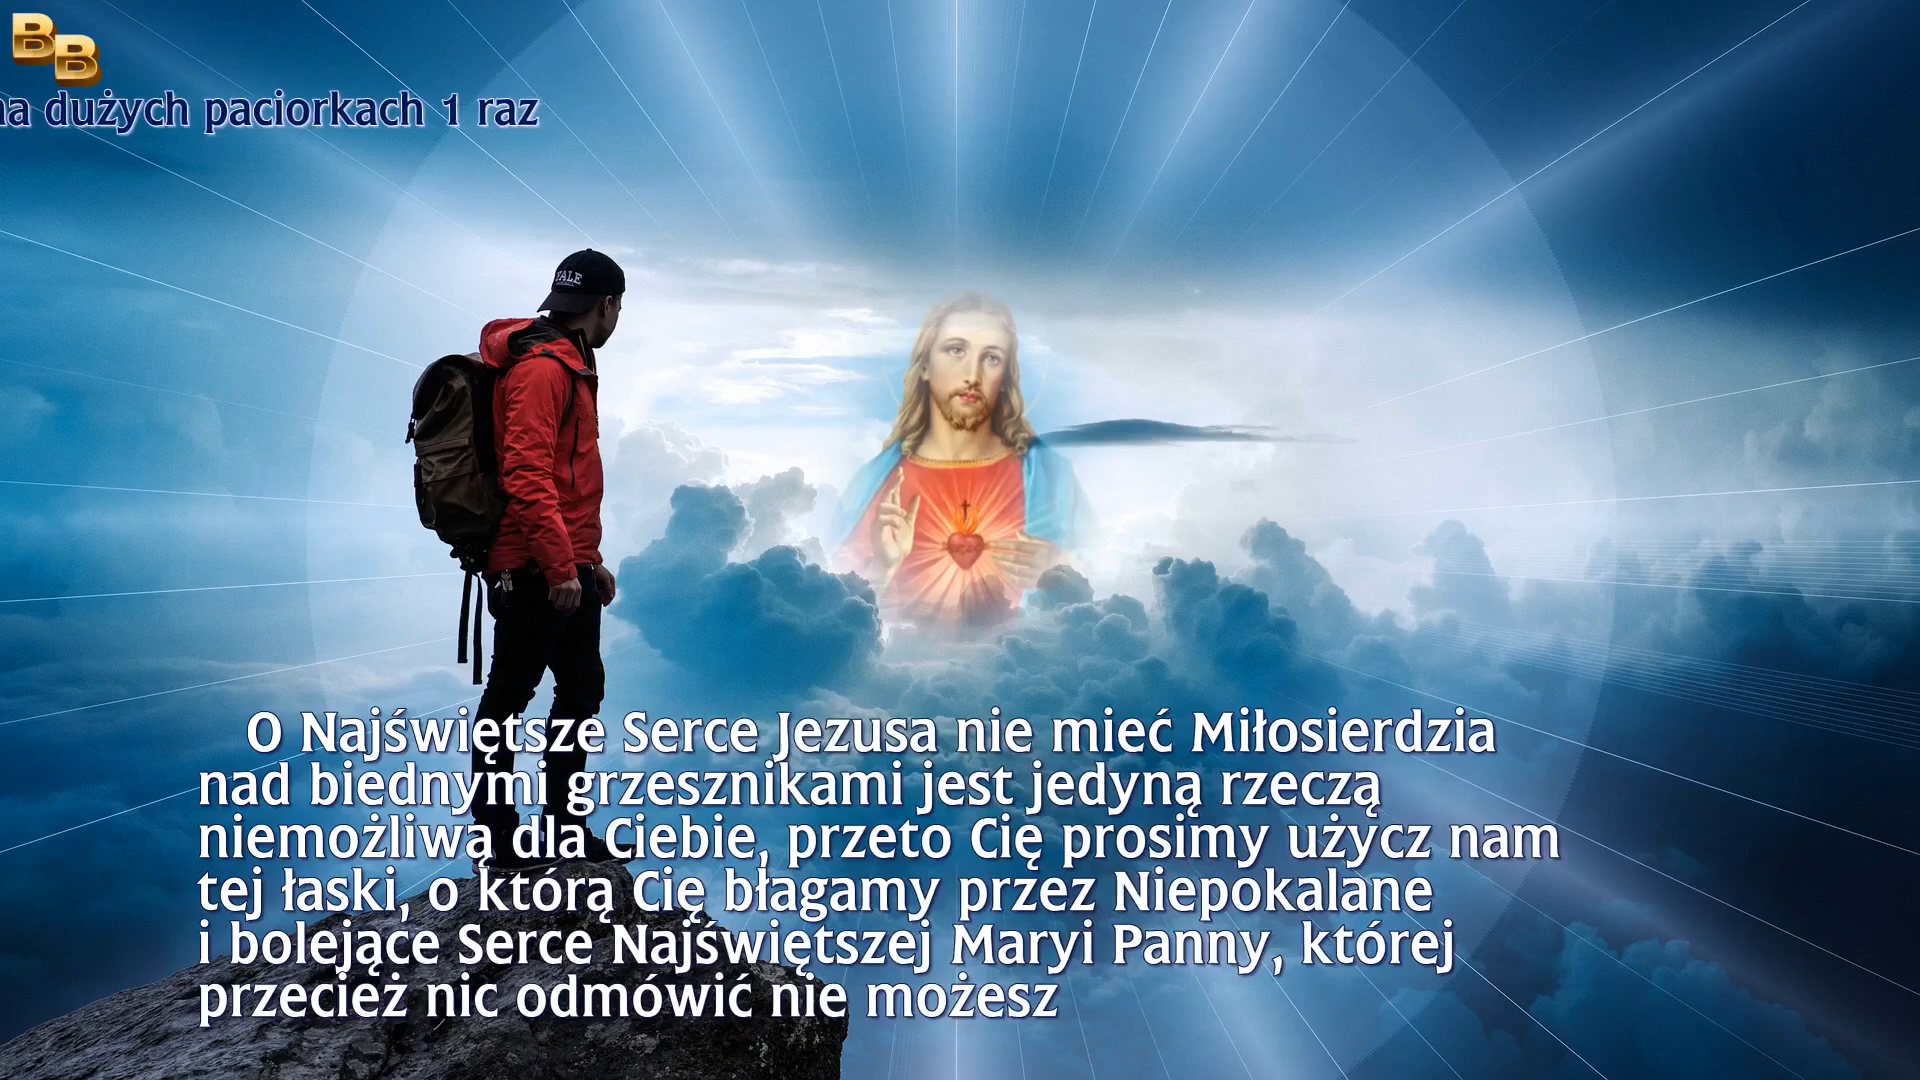 BB
na dużych paciorkach 1 raz
YALE
O Najświętsze Serce Jezusa nie mieć Miłosierdzia
nad biednymi grzesznikami jest jedyną rzeczą
niemożliwą dla Ciebie, przeto Cię prosimy użycz nam
tej łaski, o którą Cię błagamy przez Niepokalane
i bolejące Serce Najświętszej Maryi Panny, której
przecież nic odmówić nie możesz